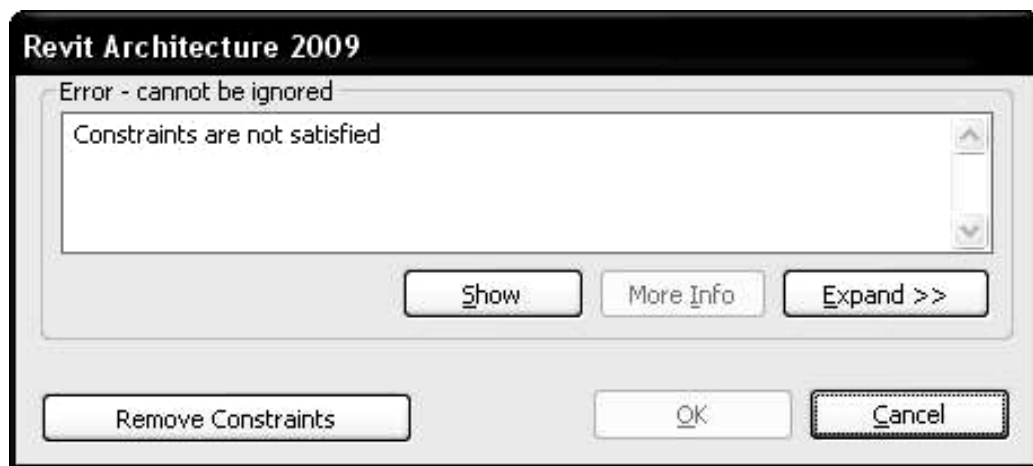 Revit Architecture 2009
Error - cannot be ignored
Constraints are not satisfied
Show More Info Expand >>
Remove Constraints OK Cancel